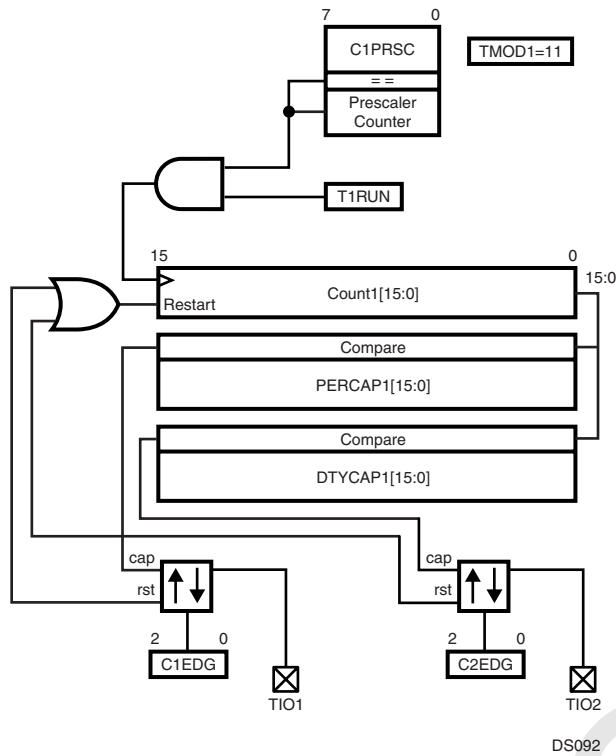 7 0
C1PRSC
TMOD1=11
= =
Prescaler
Counter
T1RUN
15 0
15:0
Count1[15:0]
Restart
Compare
PERCAP1[15:0]
Compare
DTYCAP1[15:0]
cap cap
rst rst
2 0 2 0
C1EDG C2EDG
TIO1 TIO2
DS092